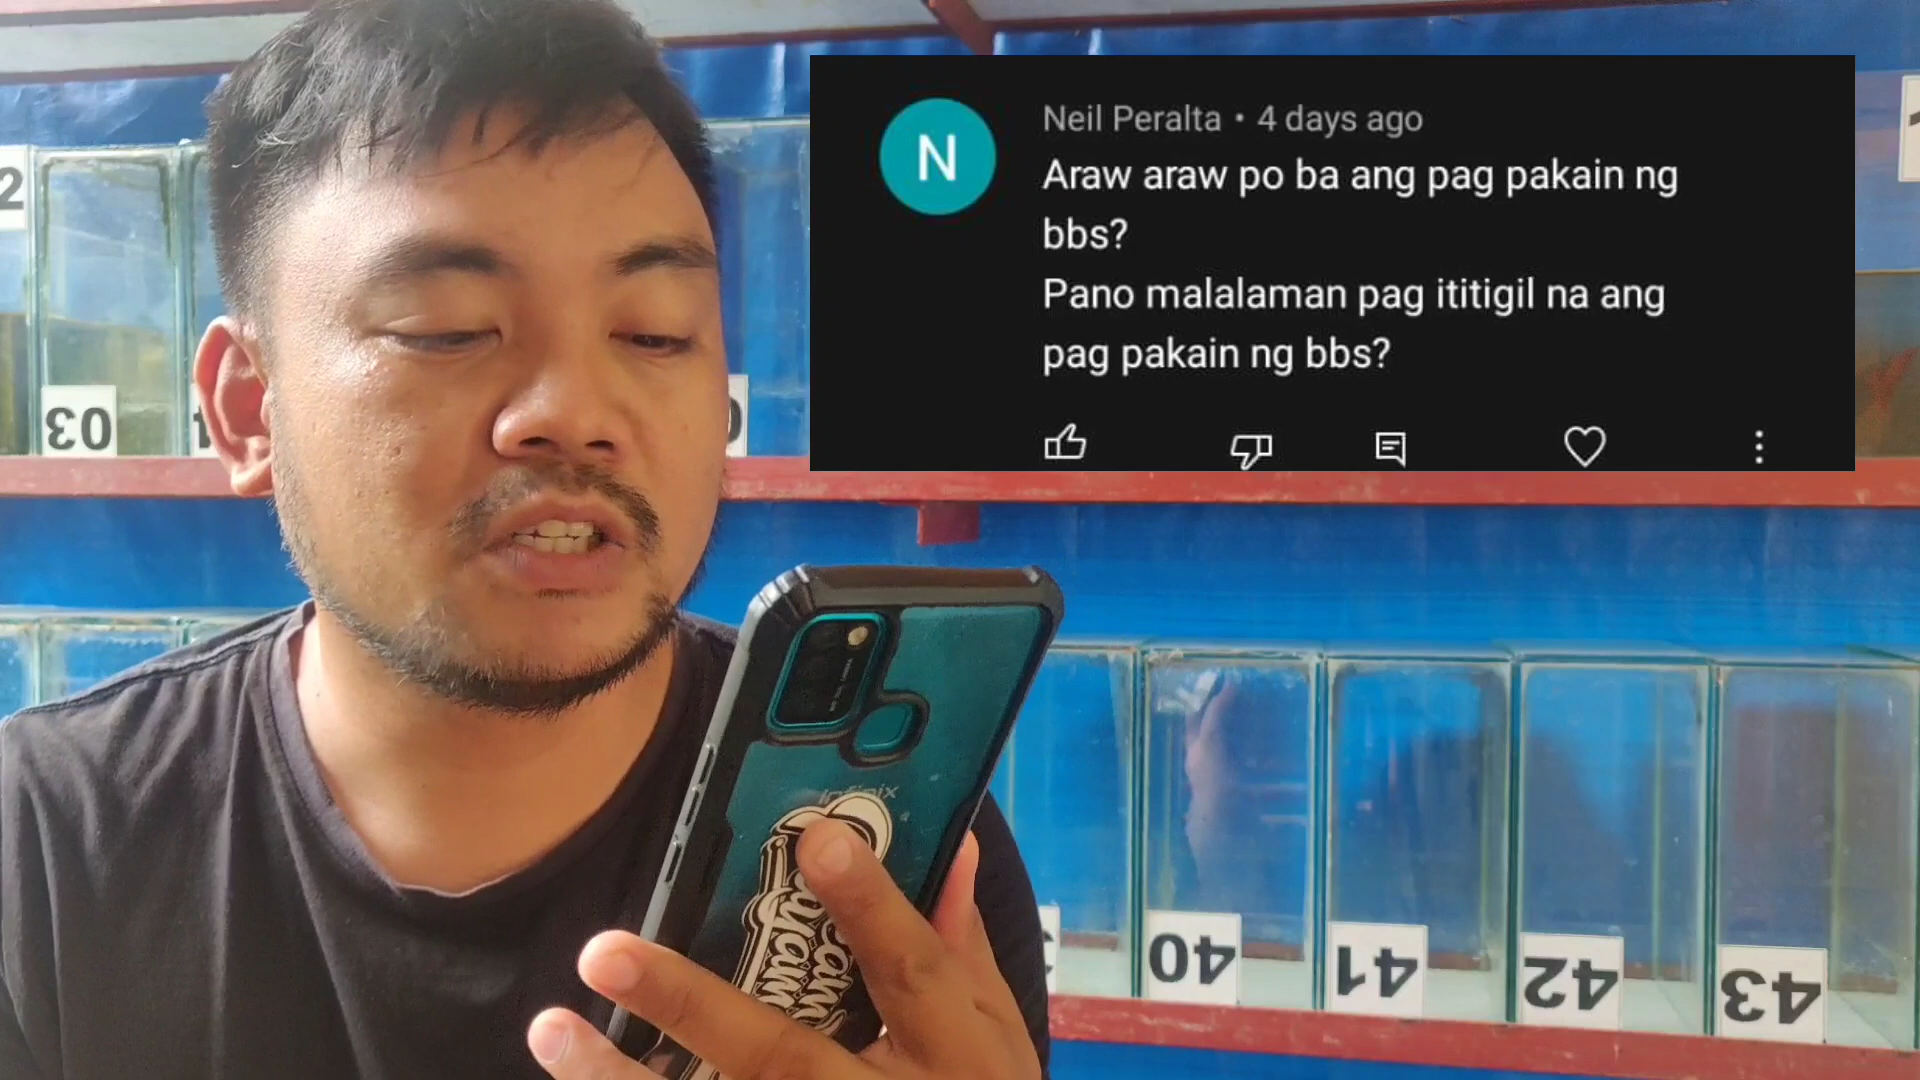 Neil Peralta • 4 days ago
Araw araw po ba ang pag pakain ng
bbs?
Pano malalaman pag ititigil na ang
pag pakain ng bbs?
N
2
03
Infinix
40
41
42
43